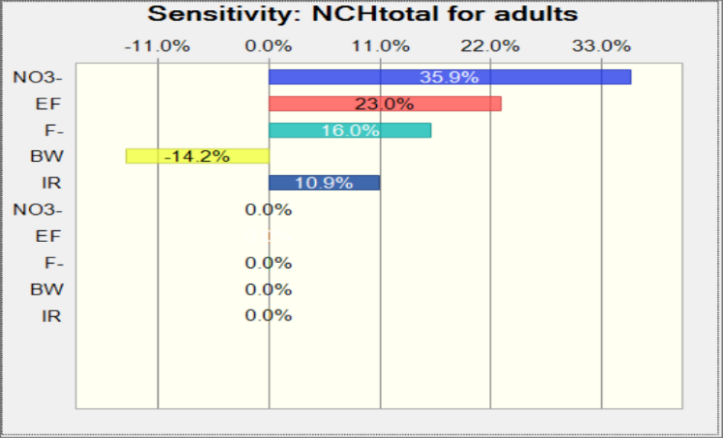 Sensitivity: NCHtotal for adults
-11.0% 0.0% 11.0% 22.0% 33.0%
NO3- 35.9%
EF 23.0%
F- 16.0%
BW -14.2%
IR 10.9%
NO3- 0.0%
EF
F- 0.0%
BW 0.0%
IR 0.0%